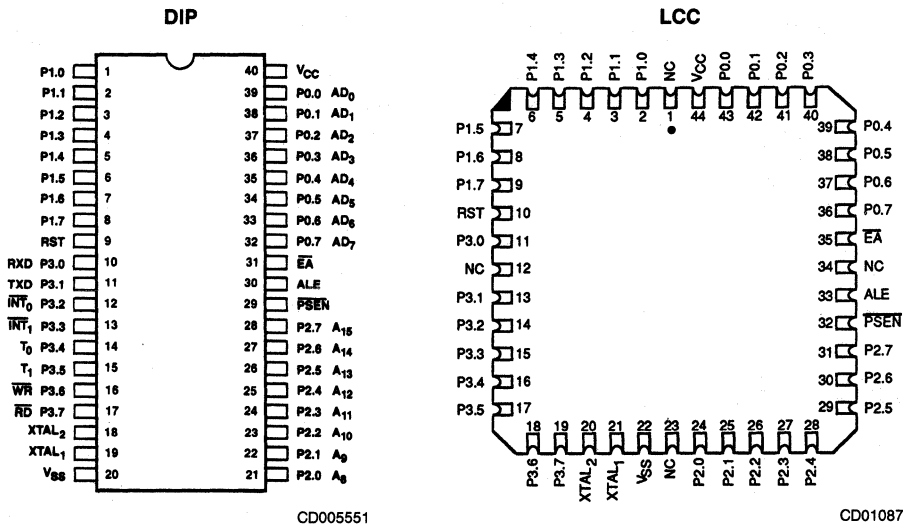 DIP
P1.0 1 40 VCC
P1.1 2 39 P0.0 AD0
P1.2 3 38 P0.1 AD1
P1.3 4 37 P0.2 AD2
P1.4 5 36 P0.3 AD3
P1.5 6 35 P0.4 AD4
P1.6 7 34 P0.5 AD5
P1.7 8 33 P0.6 AD6
RST 9 32 P0.7 AD7
RXD P3.0 10 31 E̅A̅
TXD P3.1 11 30 ALE
I̅N̅T̅0 P3.2 12 29 P̅S̅E̅N̅
I̅N̅T̅1 P3.3 13 28 P2.7 A15
T0 P3.4 14 27 P2.6 A14
T1 P3.5 15 26 P2.5 A13
W̅R̅ P3.6 16 25 P2.4 A12
R̅D̅ P3.7 17 24 P2.3 A11
XTAL2 18 23 P2.2 A10
XTAL1 19 22 P2.1 A9
VSS 20 21 P2.0 A8
CD005551
LCC
P1.4 P1.3 P1.2 P1.1 P1.0 NC VCC P0.0 P0.1 P0.2 P0.3
6 5 4 3 2 1 44 43 42 41 40
P1.5 7 39 P0.4
P1.6 8 38 P0.5
P1.7 9 37 P0.6
RST 10 36 P0.7
P3.0 11 35 E̅A̅
NC 12 34 NC
P3.1 13 33 ALE
P3.2 14 32 P̅S̅E̅N̅
P3.3 15 31 P2.7
P3.4 16 30 P2.6
P3.5 17 29 P2.5
18 19 20 21 22 23 24 25 26 27 28
P3.6 P3.7 XTAL2 XTAL1 VSS NC P2.0 P2.1 P2.2 P2.3 P2.4
CD01087